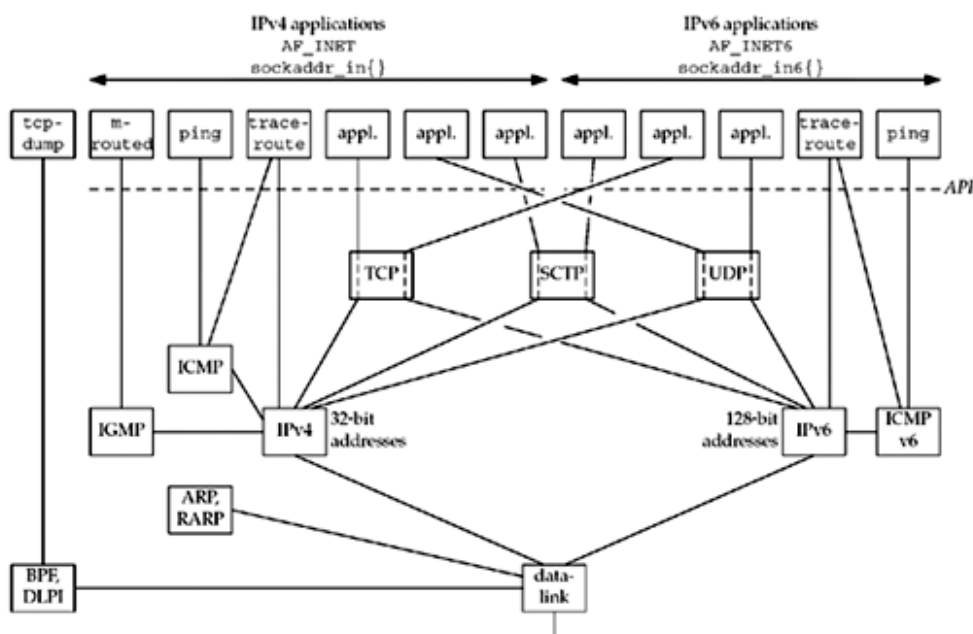 IPv4 applications
AF_INET
sockaddr_in{}
IPv6 applications
AF_INET6
sockaddr_in6{}
tcp-
dump
m-
routed
ping
trace-
route
appl.
appl.
appl.
appl.
appl.
appl.
trace-
route
ping
API
TCP
SCTP
UDP
ICMP
IGMP
IPv4
32-bit
addresses
128-bit
addresses
IPv6
ICMP
v6
ARP,
RARP
BPF,
DLPI
data-
link